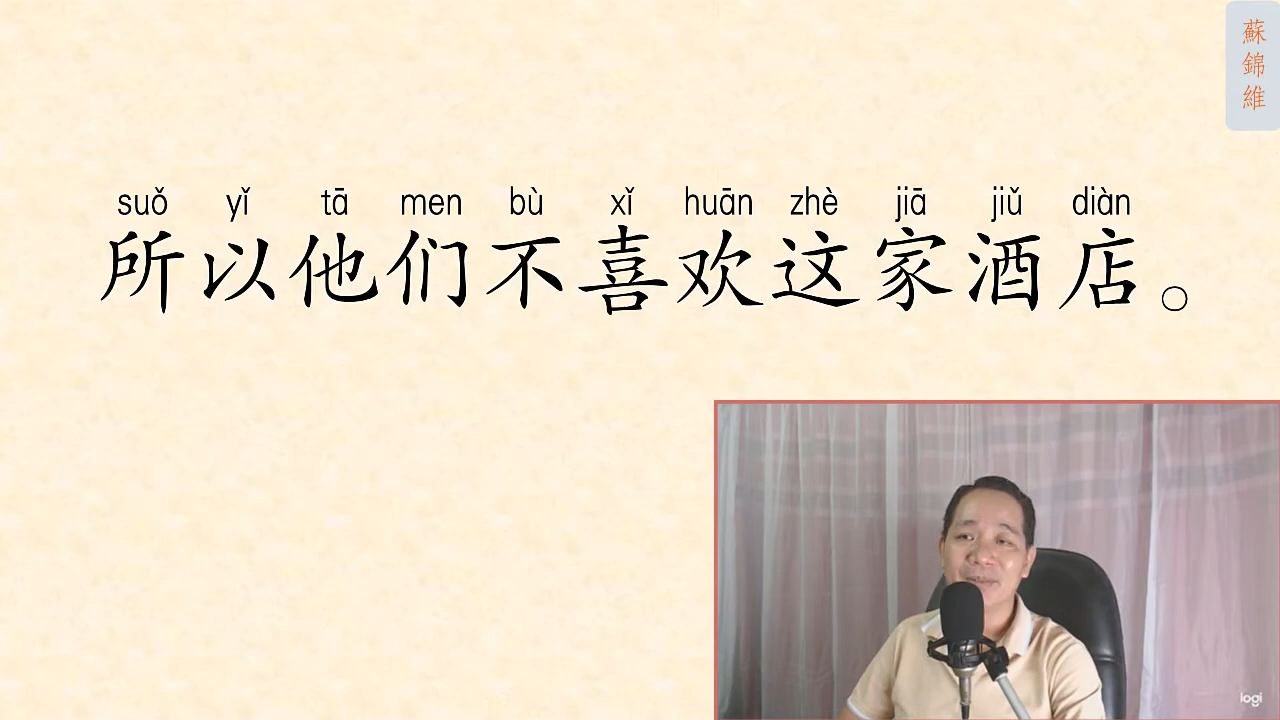 蘇錦維
suǒ yǐ tā men bù xǐ huān zhè jiā jiǔ diàn
所以他们不喜欢这家酒店。
logi